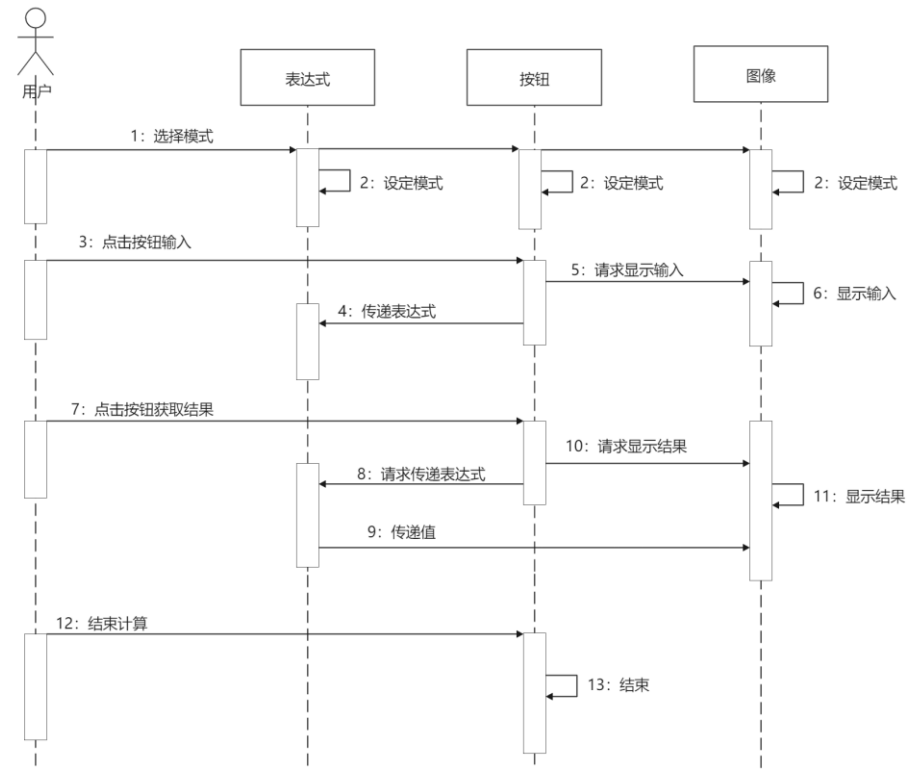 用户
表达式
按钮
图像
1：选择模式
2：设定模式
2：设定模式
2：设定模式
3：点击按钮输入
5：请求显示输入
6：显示输入
4：传递表达式
7：点击按钮获取结果
10：请求显示结果
8：请求传递表达式
11：显示结果
9：传递值
12：结束计算
13：结束